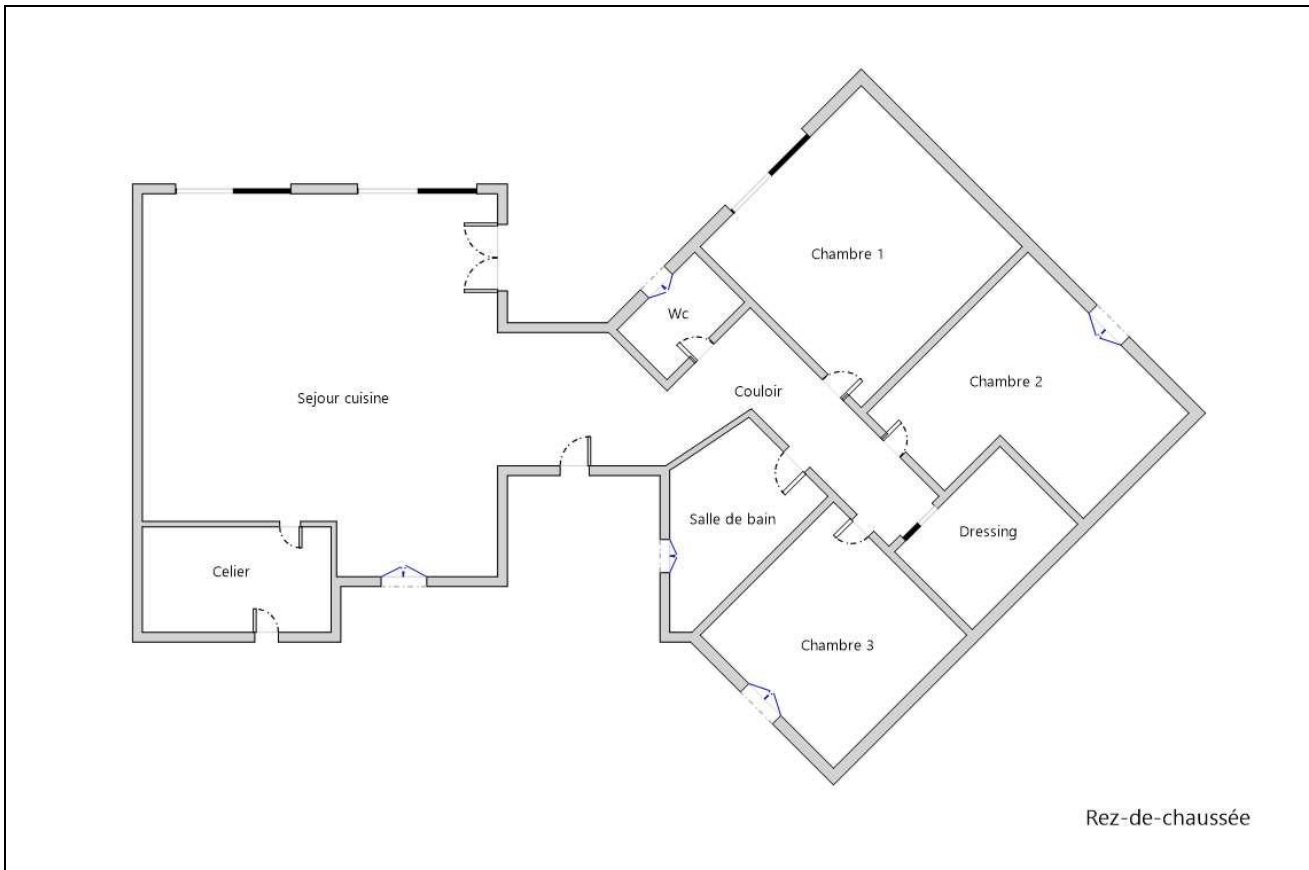 Chambre 1
Wc
Chambre 2
Couloir
Sejour cuisine
Salle de bain
Dressing
Celier
Chambre 3
Rez-de-chaussée